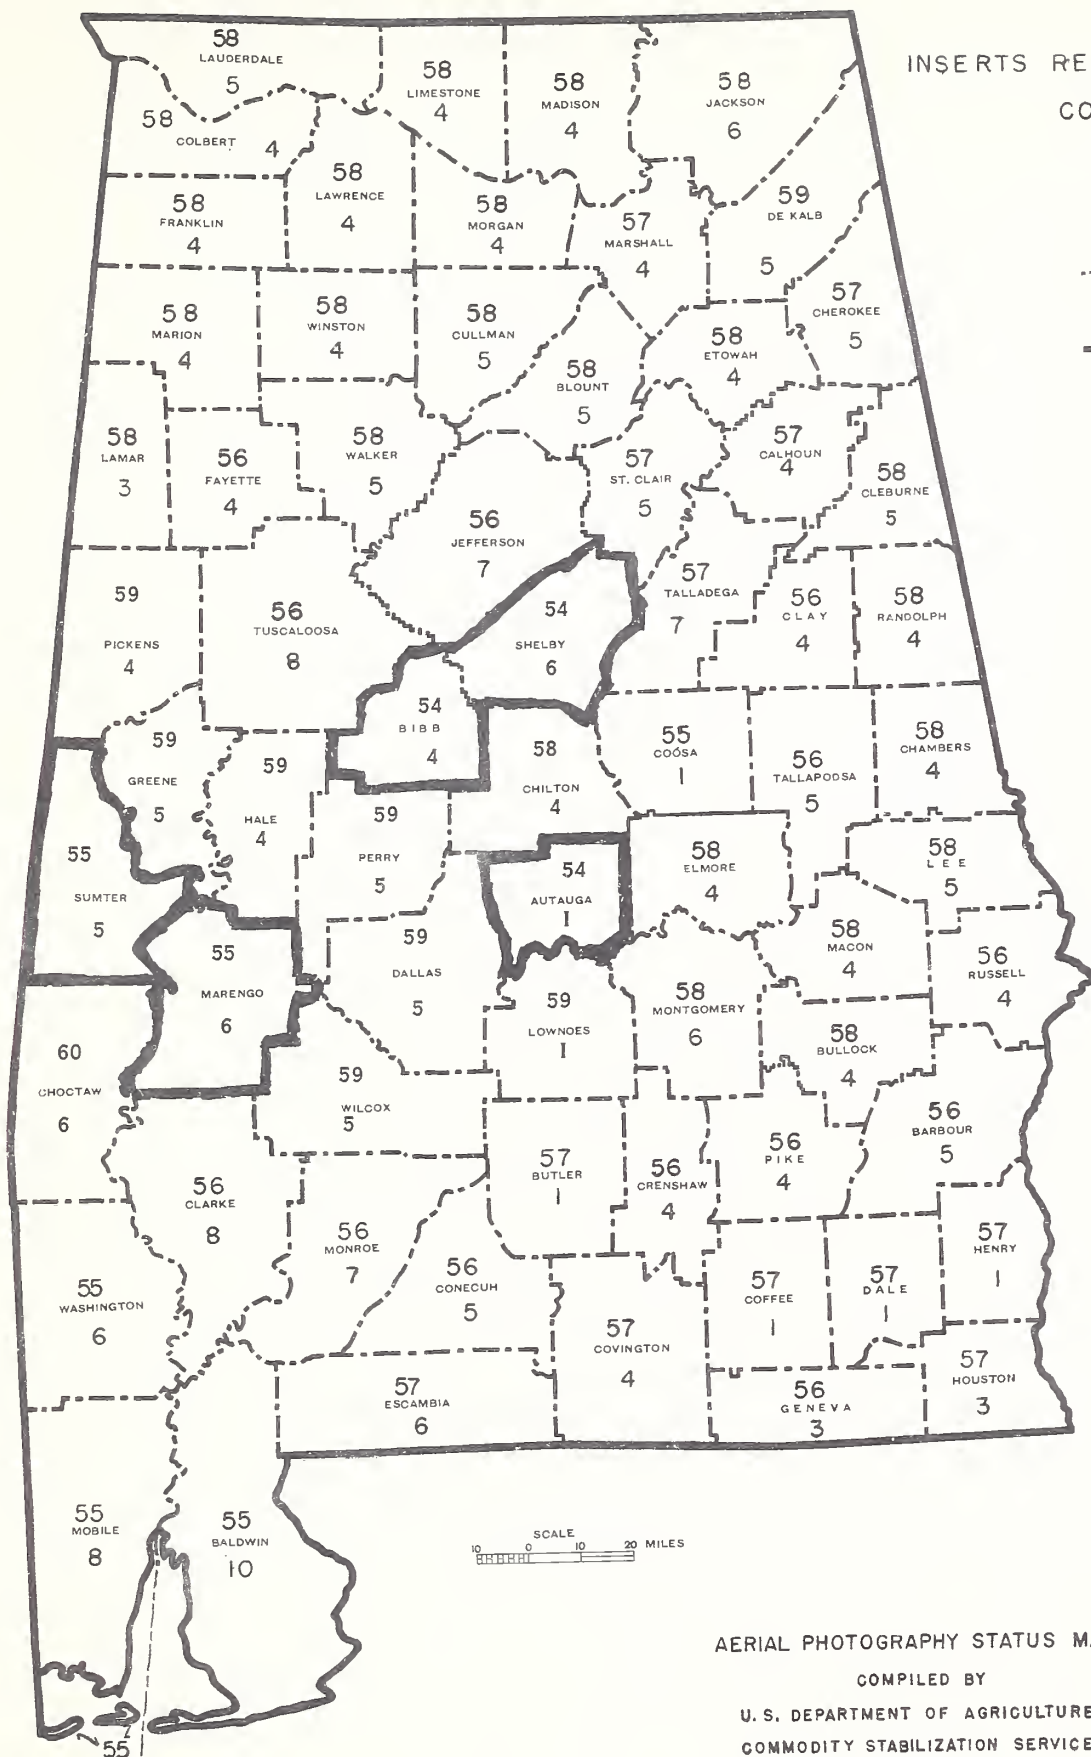 INSERTS RE
CO
58
LAUDERDALE
5
58
LIMESTONE
4
58
MADISON
4
58
JACKSON
6
58
COLBERT 4
58
FRANKLIN
4
58
LAWRENCE
4
58
MORGAN
4
57
MARSHALL
4
59
DE KALB
5
58
MARION
4
58
WINSTON
4
58
CULLMAN
5
58
BLOUNT
5
58
ETOWAH
4
57
CHEROKEE
5
58
LAMAR
3
56
FAYETTE
4
58
WALKER
5
56
JEFFERSON
7
57
ST. CLAIR
5
57
CALHOUN
4
58
CLEBURNE
5
59
PICKENS
4
56
TUSCALOOSA
8
54
SHELBY
6
57
TALLADEGA
7
56
CLAY
4
58
RANDOLPH
4
59
GREENE
5
59
HALE
4
54
BIBB
4
58
CHILTON
4
55
COOSA
1
56
TALLAPOOSA
5
58
CHAMBERS
4
55
SUMTER
5
59
PERRY
5
54
AUTAUGA
1
58
ELMORE
4
58
LEE
5
55
MARENGO
6
59
DALLAS
5
59
LOWNOES
1
58
MONTGOMERY
6
58
MACON
4
56
RUSSELL
4
60
CHOCTAW
6
59
WILCOX
5
58
BULLOCK
4
56
CLARKE
8
57
BUTLER
1
56
CRENSHAW
4
56
PIKE
4
56
BARBOUR
5
55
WASHINGTON
6
56
MONROE
7
56
CONECUH
5
57
COVINGTON
4
57
COFFEE
1
57
DALE
1
57
HENRY
1
57
ESCAMBIA
6
56
GENEVA
3
57
HOUSTON
3
55
MOBILE
8
55
BALDWIN
10
55
SCALE
10 0 10 20 MILES
AERIAL PHOTOGRAPHY STATUS MA
COMPILED BY
U. S. DEPARTMENT OF AGRICULTURE
COMMODITY STABILIZATION SERVICE